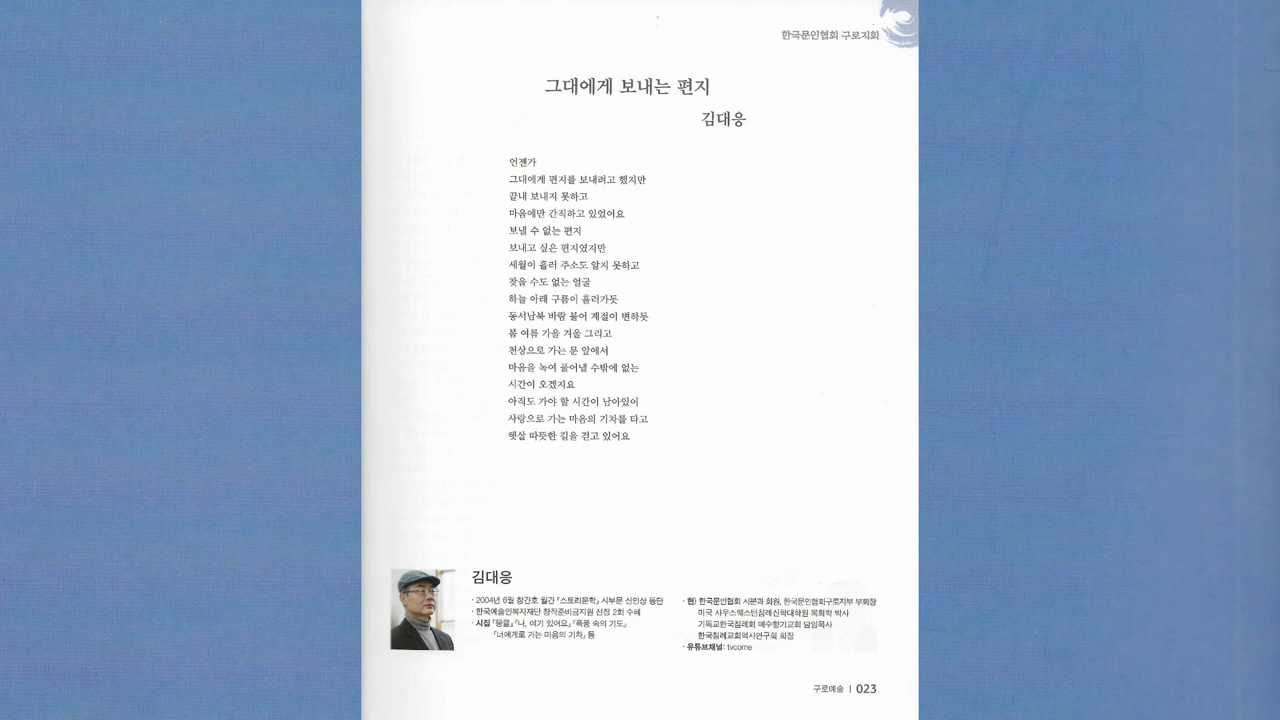 한국문인협회 구로지회
그대에게 보내는 편지
김대응
언젠가
그대에게 편지를 보내려고 했지만
끝내 보내지 못하고
마음에만 간직하고 있었어요
보낼 수 없는 편지
보내고 싶은 편지였지만
세월이 흘러 주소도 알지 못하고
찾을 수도 없는 얼굴
하늘 아래 구름이 흘러가듯
동서남북 바람 불어 계절이 변하듯
봄 여름 가을 겨울 그리고
천상으로 가는 문 앞에서
마음을 녹여 풀어낼 수밖에 없는
시간이 오겠지요
아직도 가야 할 시간이 남아있어
사랑으로 가는 마음의 기차를 타고
햇살 따뜻한 길을 걷고 있어요
김대응
· 2004년 6월 창간호 월간 『스토리문학』 시부문 신인상 등단
· 한국예술인복지재단 창작준비금지원 선정 2회 수혜
· 시집 『뭉클』 『나, 여기 있어요』 『폭풍 속의 기도』
『너에게로 가는 마음의 기차』 등
· 현) 한국문인협회 시분과 회원, 한국문인협회구로지부 부회장
미국 사우스웨스턴침례신학대학원 목회학 박사
기독교한국침례회 예수향기교회 담임목사
한국침례교회역사연구회 회장
· 유튜브채널: tvcome
구로예술 | 023